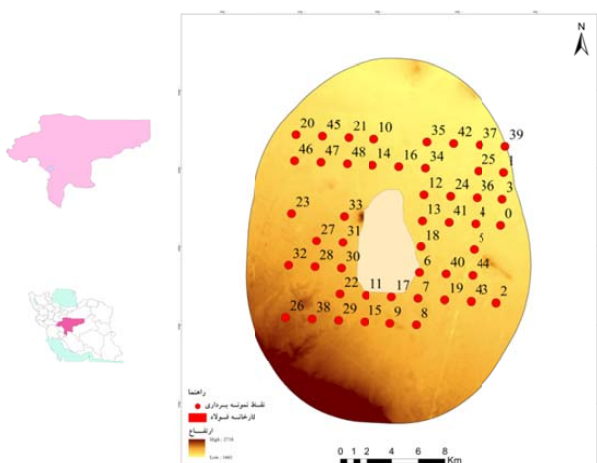 N
20 45 21 10 35 42 37 39
46 47 48 14 16 34 25 1
12 24 36 3
23 33 13 41 4 0
27 31 18 5
32 28 30 6 40 44
22 11 17 7 19 43 2
26 38 29 15 9 8
راهنما
نقاط نمونه برداری
کارخانه فولاد
ارتفاع
High : 2718
0 1 2 4 6 8
Km